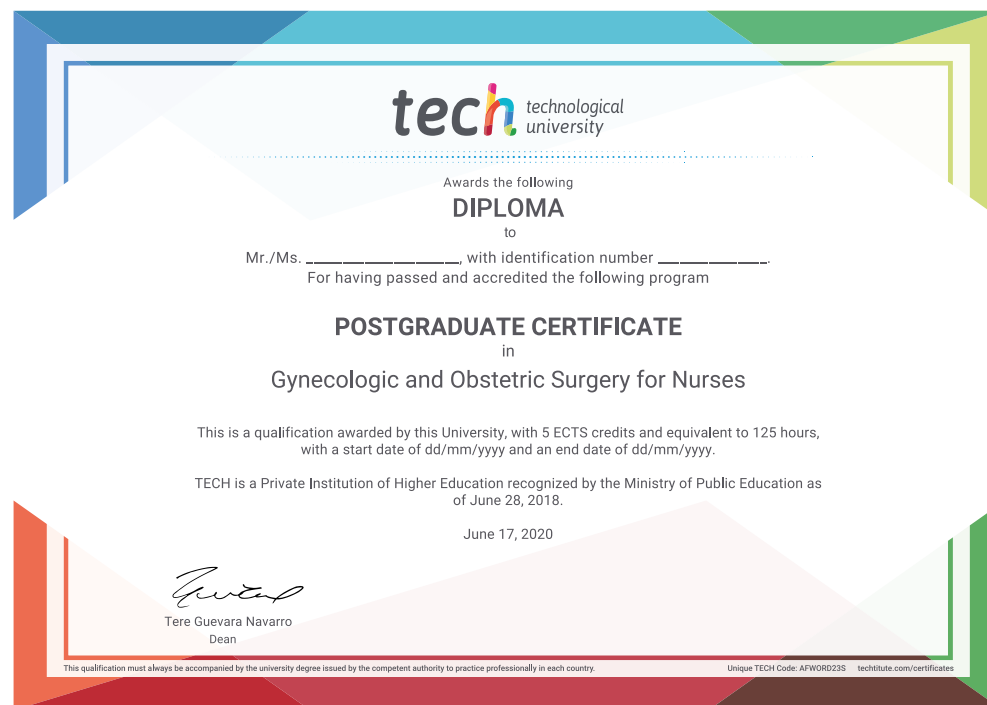 tech technological
university
Awards the following
DIPLOMA
to
Mr./Ms. ____________________, with identification number ______________.
For having passed and accredited the following program
POSTGRADUATE CERTIFICATE
in
Gynecologic and Obstetric Surgery for Nurses
This is a qualification awarded by this University, with 5 ECTS credits and equivalent to 125 hours,
with a start date of dd/mm/yyyy and an end date of dd/mm/yyyy.
TECH is a Private Institution of Higher Education recognized by the Ministry of Public Education as
of June 28, 2018.
June 17, 2020
Tere Guevara Navarro
Dean
This qualification must always be accompanied by the university degree issued by the competent authority to practice professionally in each country.
Unique TECH Code: AFWORD23S techtitute.com/certificates